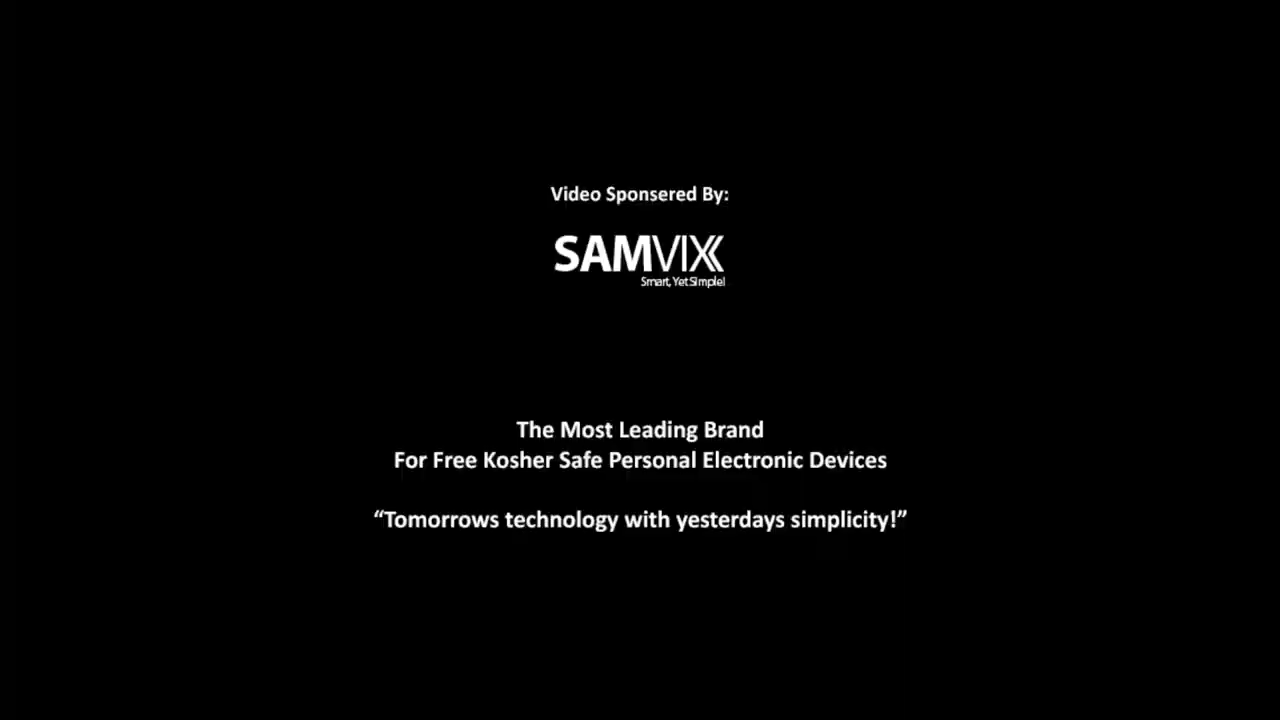 Video Sponsered By:
SAMVIX
Smart, Yet Simple!
The Most Leading Brand
For Free Kosher Safe Personal Electronic Devices
“Tomorrows technology with yesterdays simplicity!”